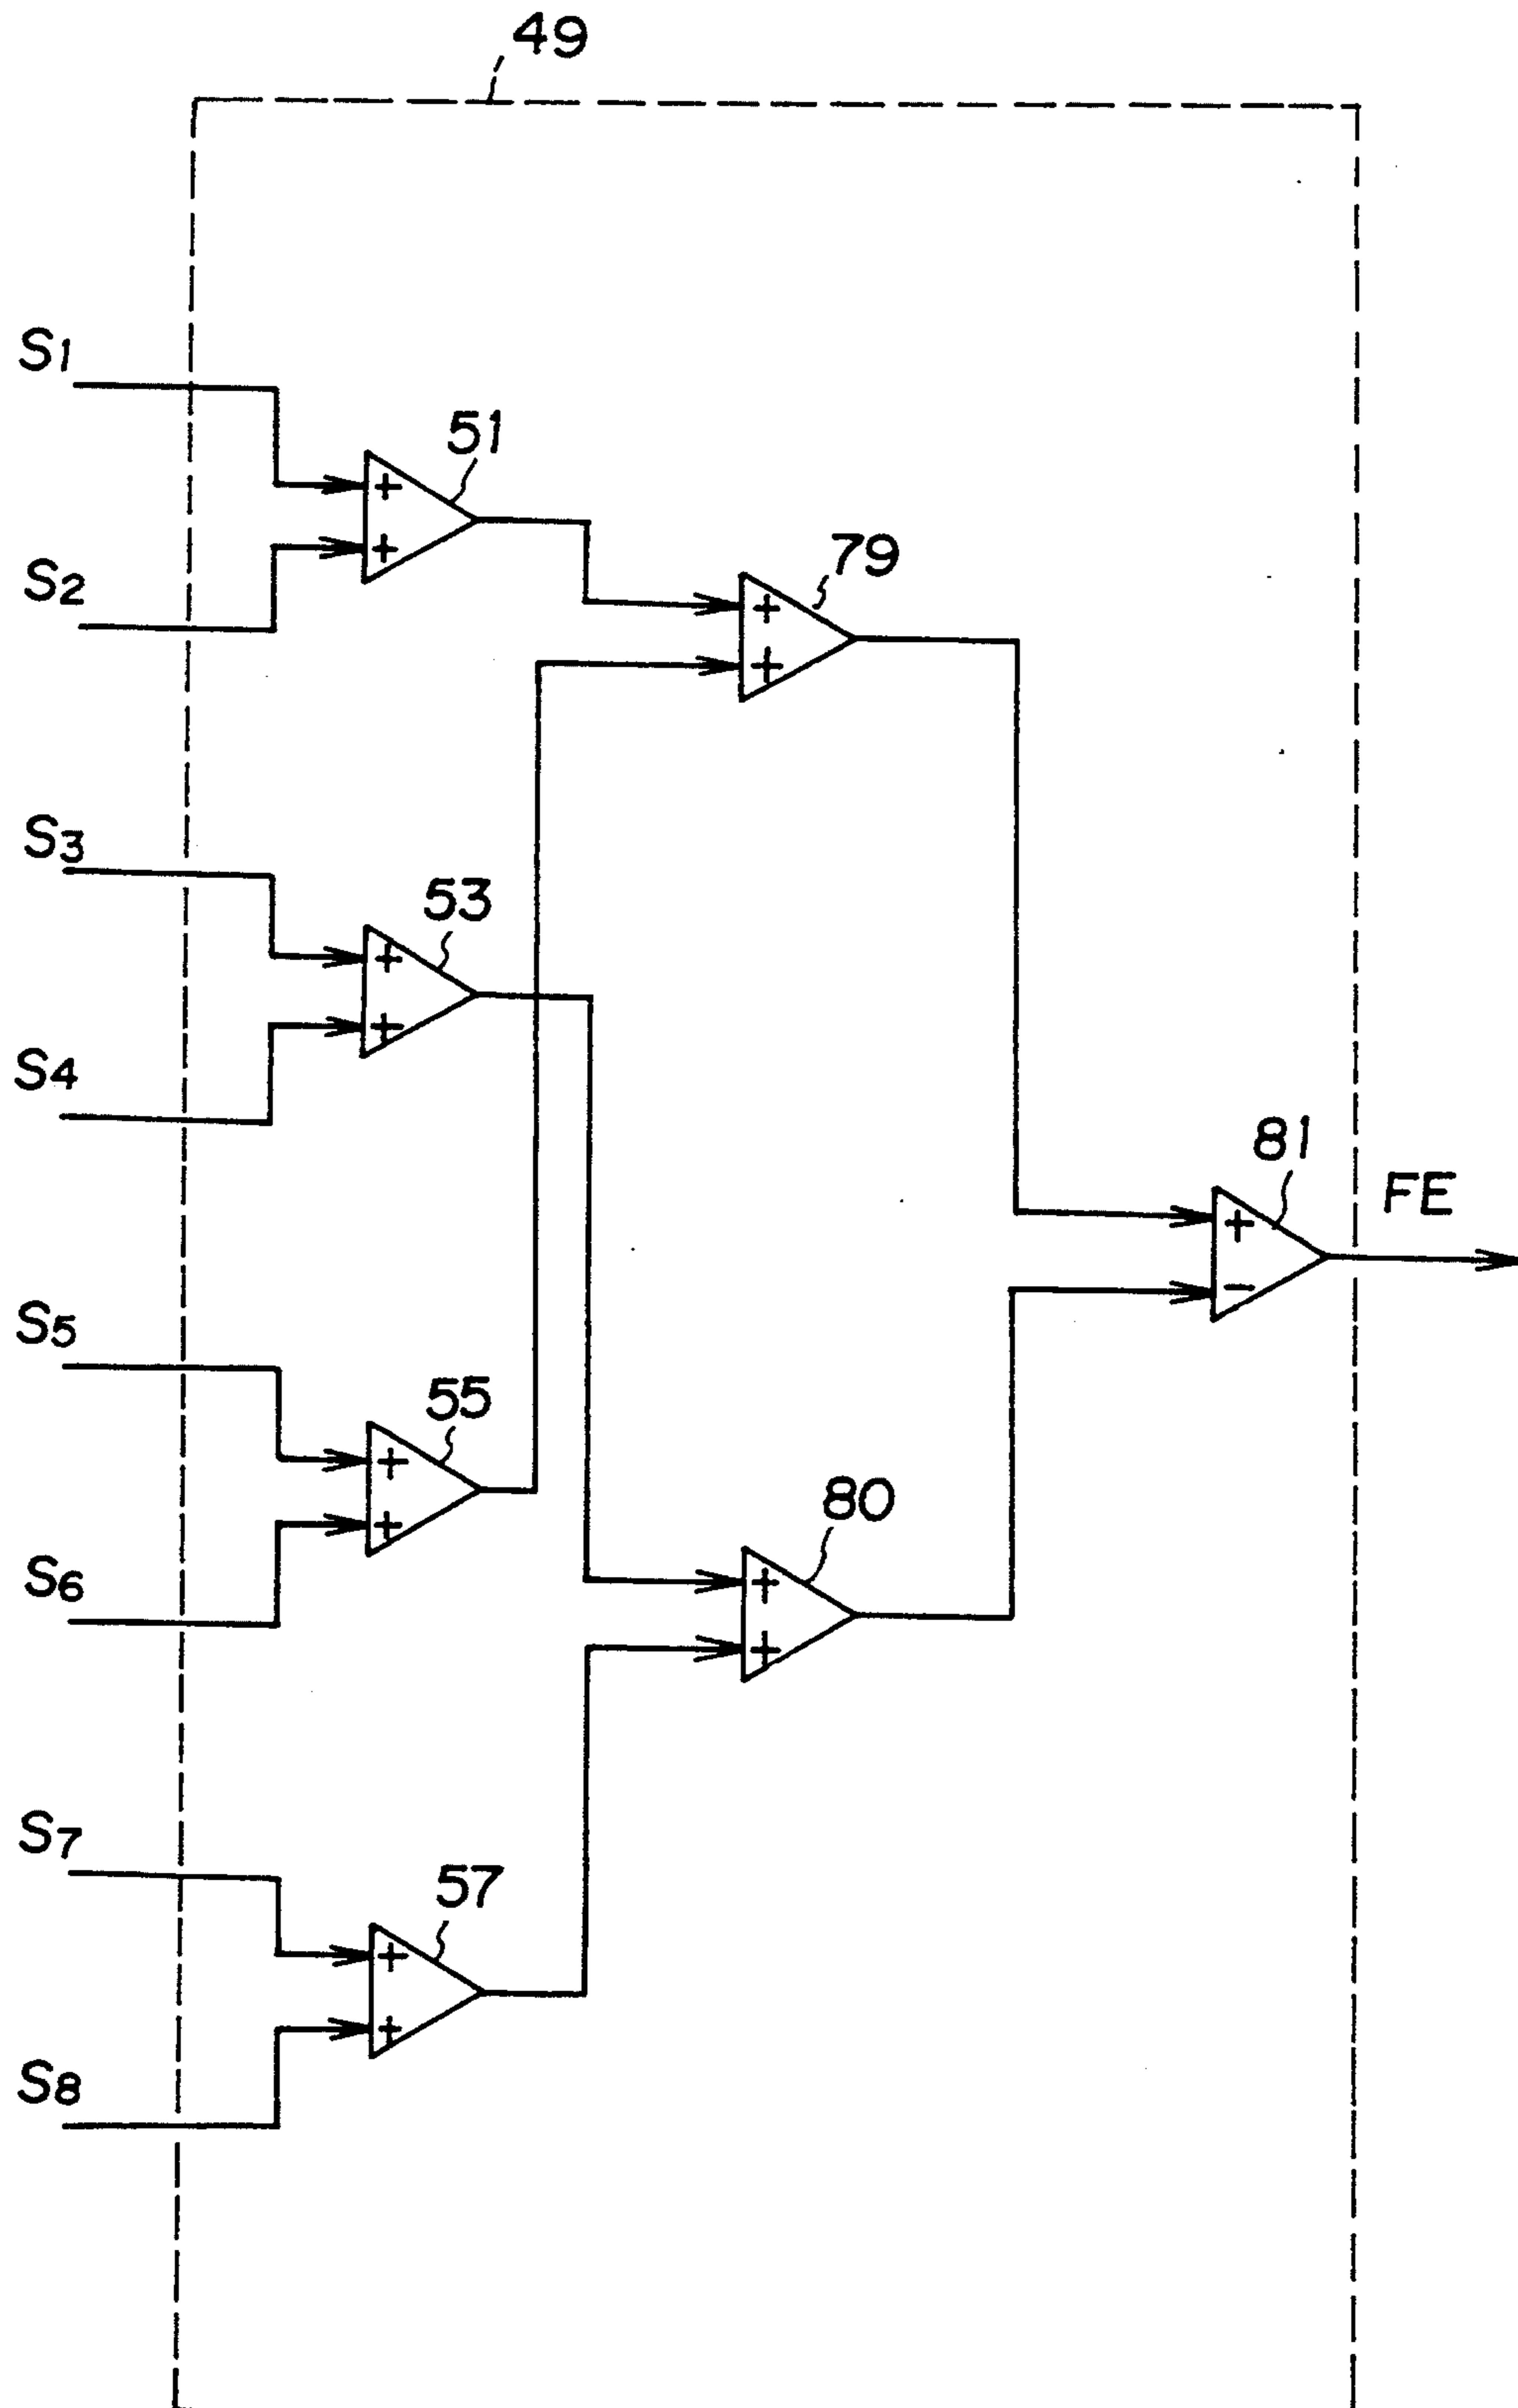 49
S1
51
+
+
S2
79
+
+
S3
53
+
+
S4
81
FE
+
−
S5
55
+
+
S6
80
+
+
S7
57
+
+
S8